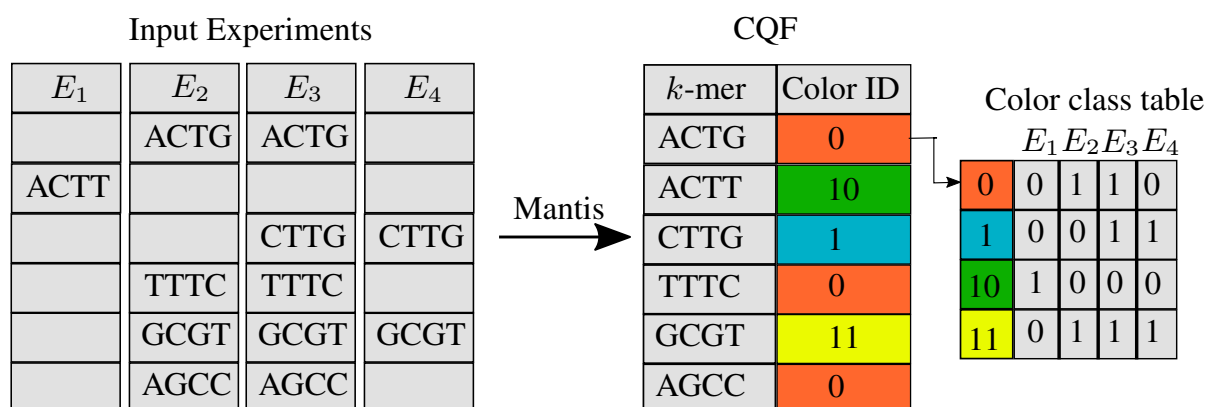 Input Experiments
E1 E2 E3 E4
ACTG ACTG
ACTT
CTTG CTTG
TTTC TTTC
GCGT GCGT GCGT
AGCC AGCC
Mantis
CQF
k-mer Color ID
ACTG 0
ACTT 10
CTTG 1
TTTC 0
GCGT 11
AGCC 0
Color class table
E1 E2 E3 E4
0 0 1 1 0
1 0 0 1 1
10 1 0 0 0
11 0 1 1 1